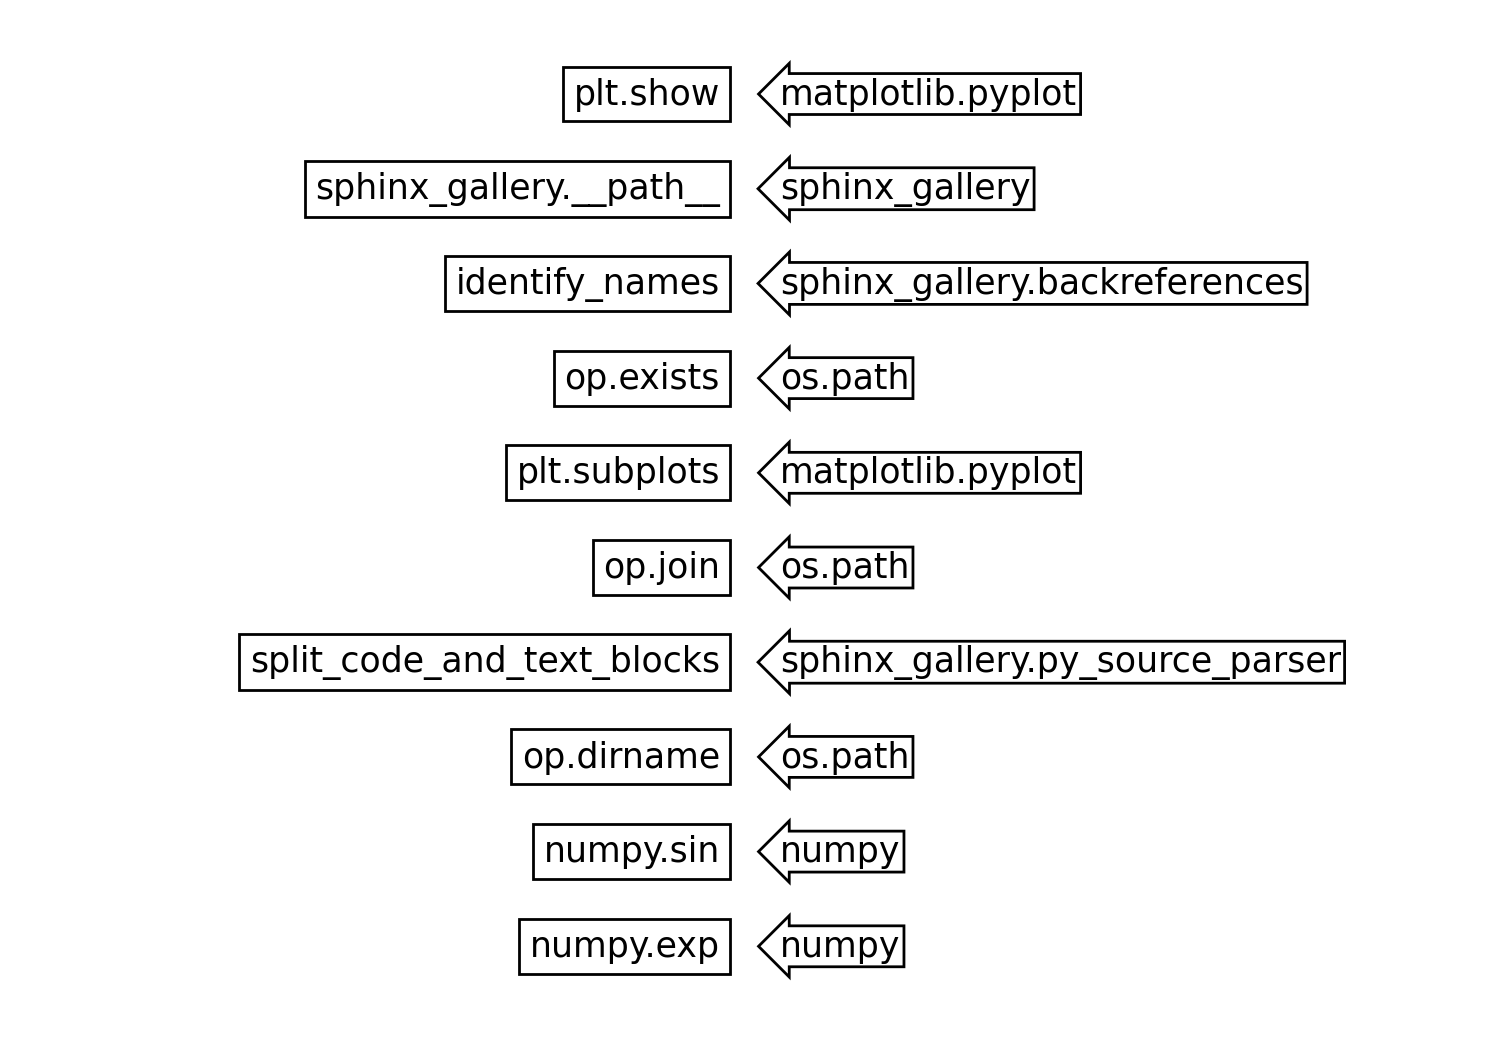 plt.show matplotlib.pyplot
sphinx_gallery.__path__ sphinx_gallery
identify_names sphinx_gallery.backreferences
op.exists os.path
plt.subplots matplotlib.pyplot
op.join os.path
split_code_and_text_blocks sphinx_gallery.py_source_parser
op.dirname os.path
numpy.sin numpy
numpy.exp numpy